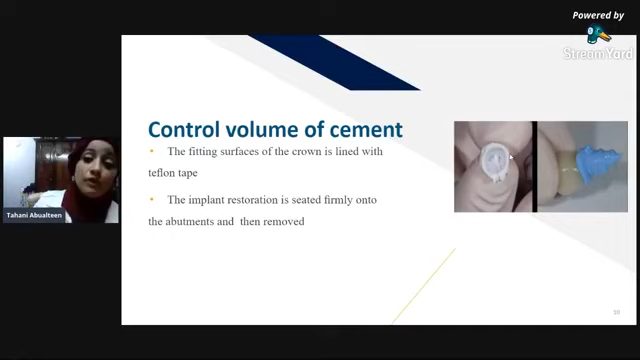 Powered by
StreamYard
Control volume of cement
• The fitting surfaces of the crown is lined with
teflon tape
• The implant restoration is seated firmly onto
the abutments and then removed
Tahani Abualteen